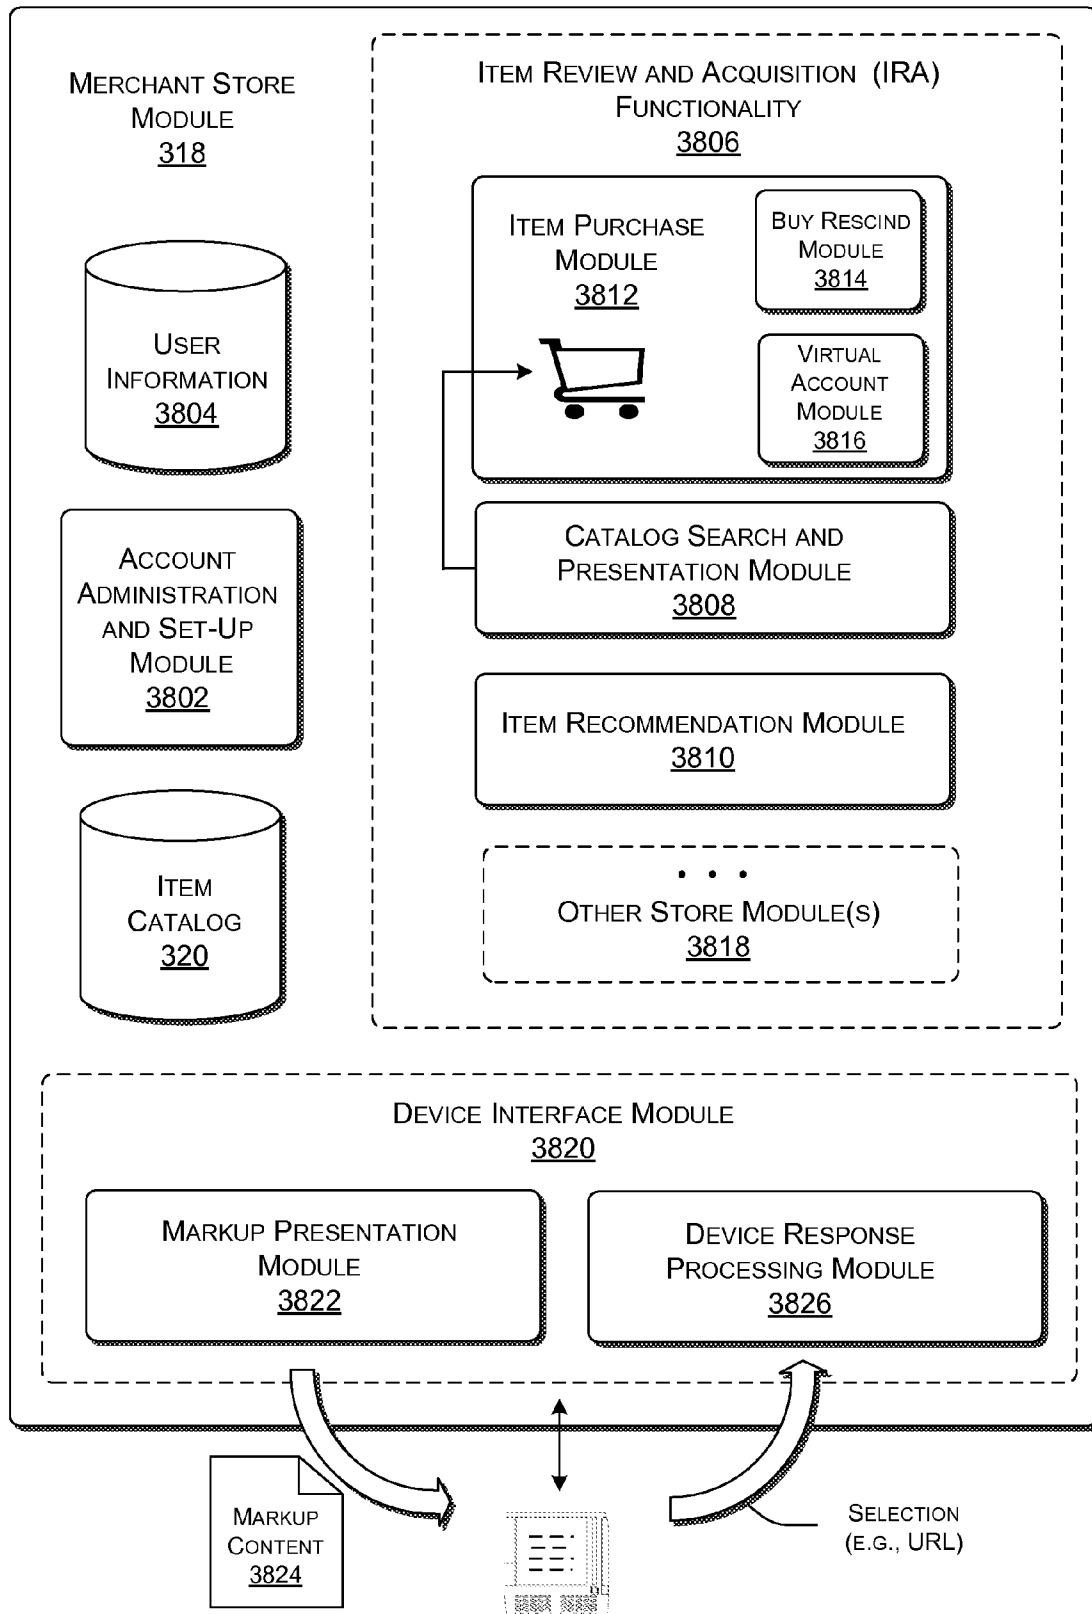 MERCHANT STORE
MODULE
318
USER
INFORMATION
3804
ACCOUNT
ADMINISTRATION
AND SET-UP
MODULE
3802
ITEM
CATALOG
320
ITEM REVIEW AND ACQUISITION (IRA)
FUNCTIONALITY
3806
ITEM PURCHASE
MODULE
3812
BUY RESCIND
MODULE
3814
VIRTUAL
ACCOUNT
MODULE
3816
CATALOG SEARCH AND
PRESENTATION MODULE
3808
ITEM RECOMMENDATION MODULE
3810
• • •
OTHER STORE MODULE(S)
3818
DEVICE INTERFACE MODULE
3820
MARKUP PRESENTATION
MODULE
3822
DEVICE RESPONSE
PROCESSING MODULE
3826
MARKUP
CONTENT
3824
SELECTION
(E.G., URL)